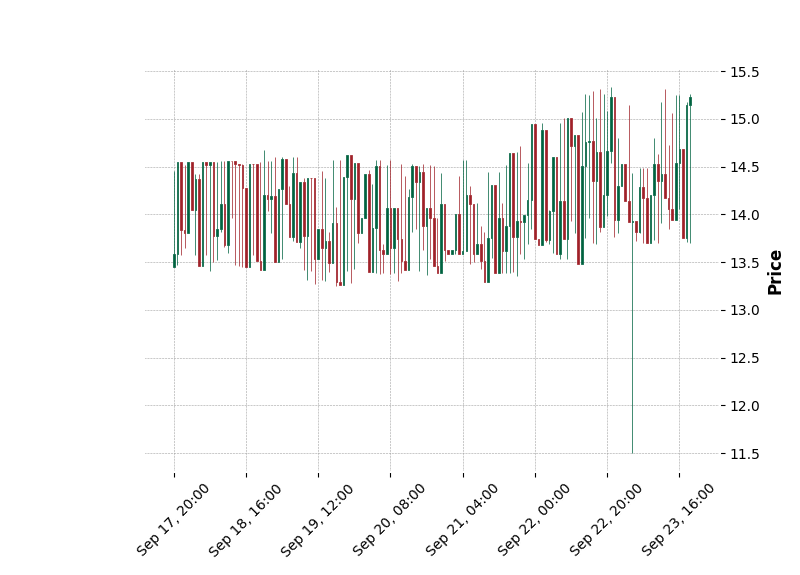 15.5
15.0
14.5
14.0
13.5
13.0
12.5
12.0
11.5
Price
Sep 17, 20:00
Sep 18, 16:00
Sep 19, 12:00
Sep 20, 08:00
Sep 21, 04:00
Sep 22, 00:00
Sep 22, 20:00
Sep 23, 16:00